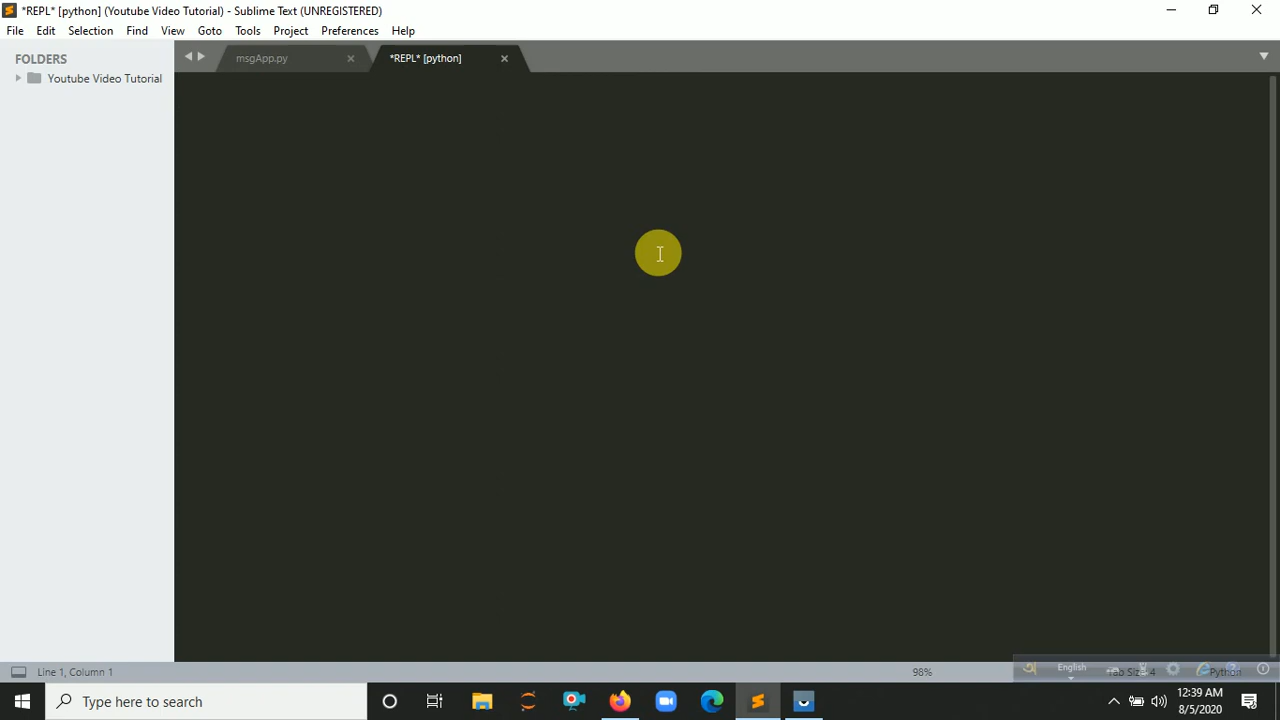 *REPL* [python] (Youtube Video Tutorial) - Sublime Text (UNREGISTERED)
File Edit Selection Find View Goto Tools Project Preferences Help
FOLDERS
Youtube Video Tutorial
msgApp.py
*REPL* [python]
Line 1, Column 1
98%
English
Tab Size: 4
Python
Type here to search
12:39 AM
8/5/2020